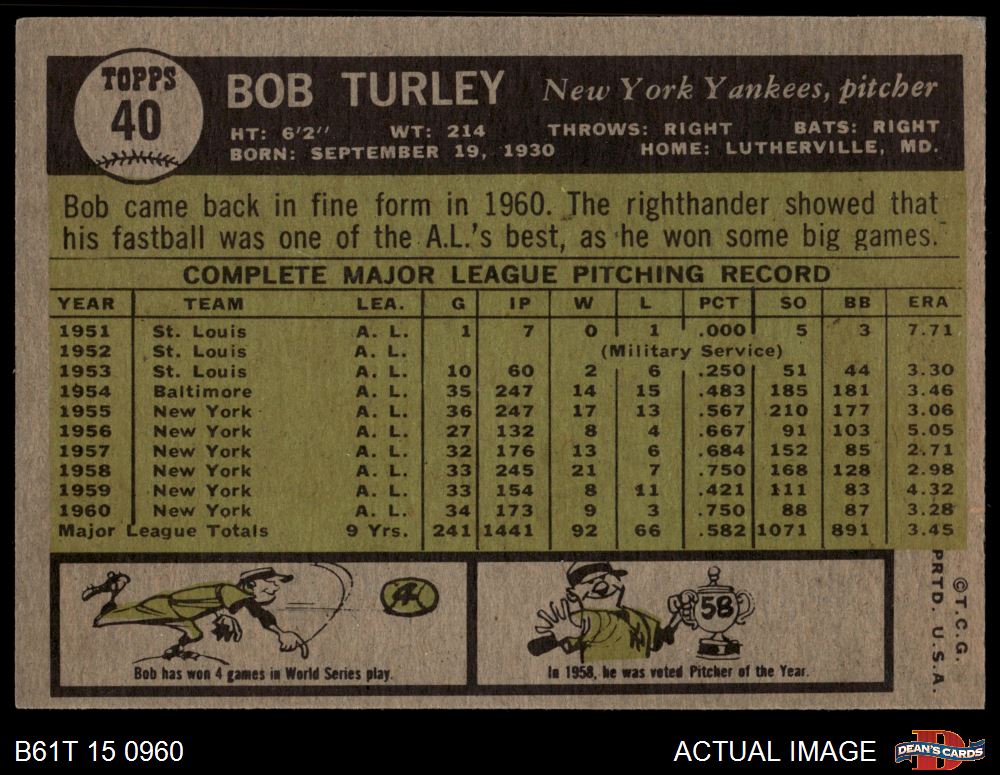 TOPPS
40
BOB TURLEY New York Yankees, pitcher
HT: 6'2" WT: 214 THROWS: RIGHT BATS: RIGHT
BORN: SEPTEMBER 19, 1930 HOME: LUTHERVILLE, MD.
Bob came back in fine form in 1960. The righthander showed that
his fastball was one of the A.L.'s best, as he won some big games.
COMPLETE MAJOR LEAGUE PITCHING RECORD
YEAR TEAM LEA. G IP W L PCT SO BB ERA
1951 St. Louis A. L. 1 7 0 1 .000 5 3 7.71
1952 St. Louis A. L. (Military Service)
1953 St. Louis A. L. 10 60 2 6 .250 51 44 3.30
1954 Baltimore A. L. 35 247 14 15 .483 185 181 3.46
1955 New York A. L. 36 247 17 13 .567 210 177 3.06
1956 New York A. L. 27 132 8 4 .667 91 103 5.05
1957 New York A. L. 32 176 13 6 .684 152 85 2.71
1958 New York A. L. 33 245 21 7 .750 168 128 2.98
1959 New York A. L. 33 154 8 11 .421 111 83 4.32
1960 New York A. L. 34 173 9 3 .750 88 87 3.28
Major League Totals 9 Yrs. 241 1441 92 66 .582 1071 891 3.45
4
Bob has won 4 games in World Series play.
58
In 1958, he was voted Pitcher of the Year.
©T.C.G.
PRTD. U.S.A.
B61T 15 0960
ACTUAL IMAGE
D
DEAN'S CARDS